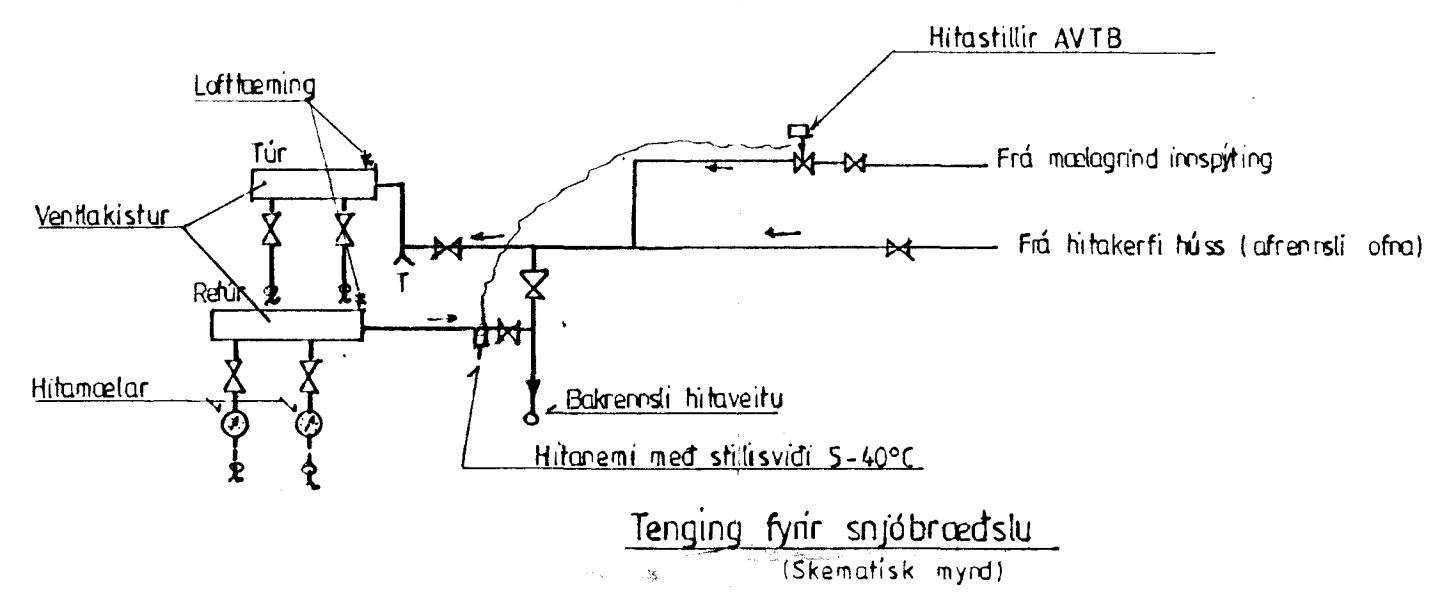 Hitastillir AVTB
Lofttæming
Túr
Frá mælagrind innspýting
Ventlakistur
Frá hitakerfi húss (afrennsli ofna)
T
Retúr
Hitamælar
Bakrennsli hitaveitu
Hitanemi með stillisviði 5-40°C
Tenging fyrir snjóbræðslu
(Skematisk mynd)